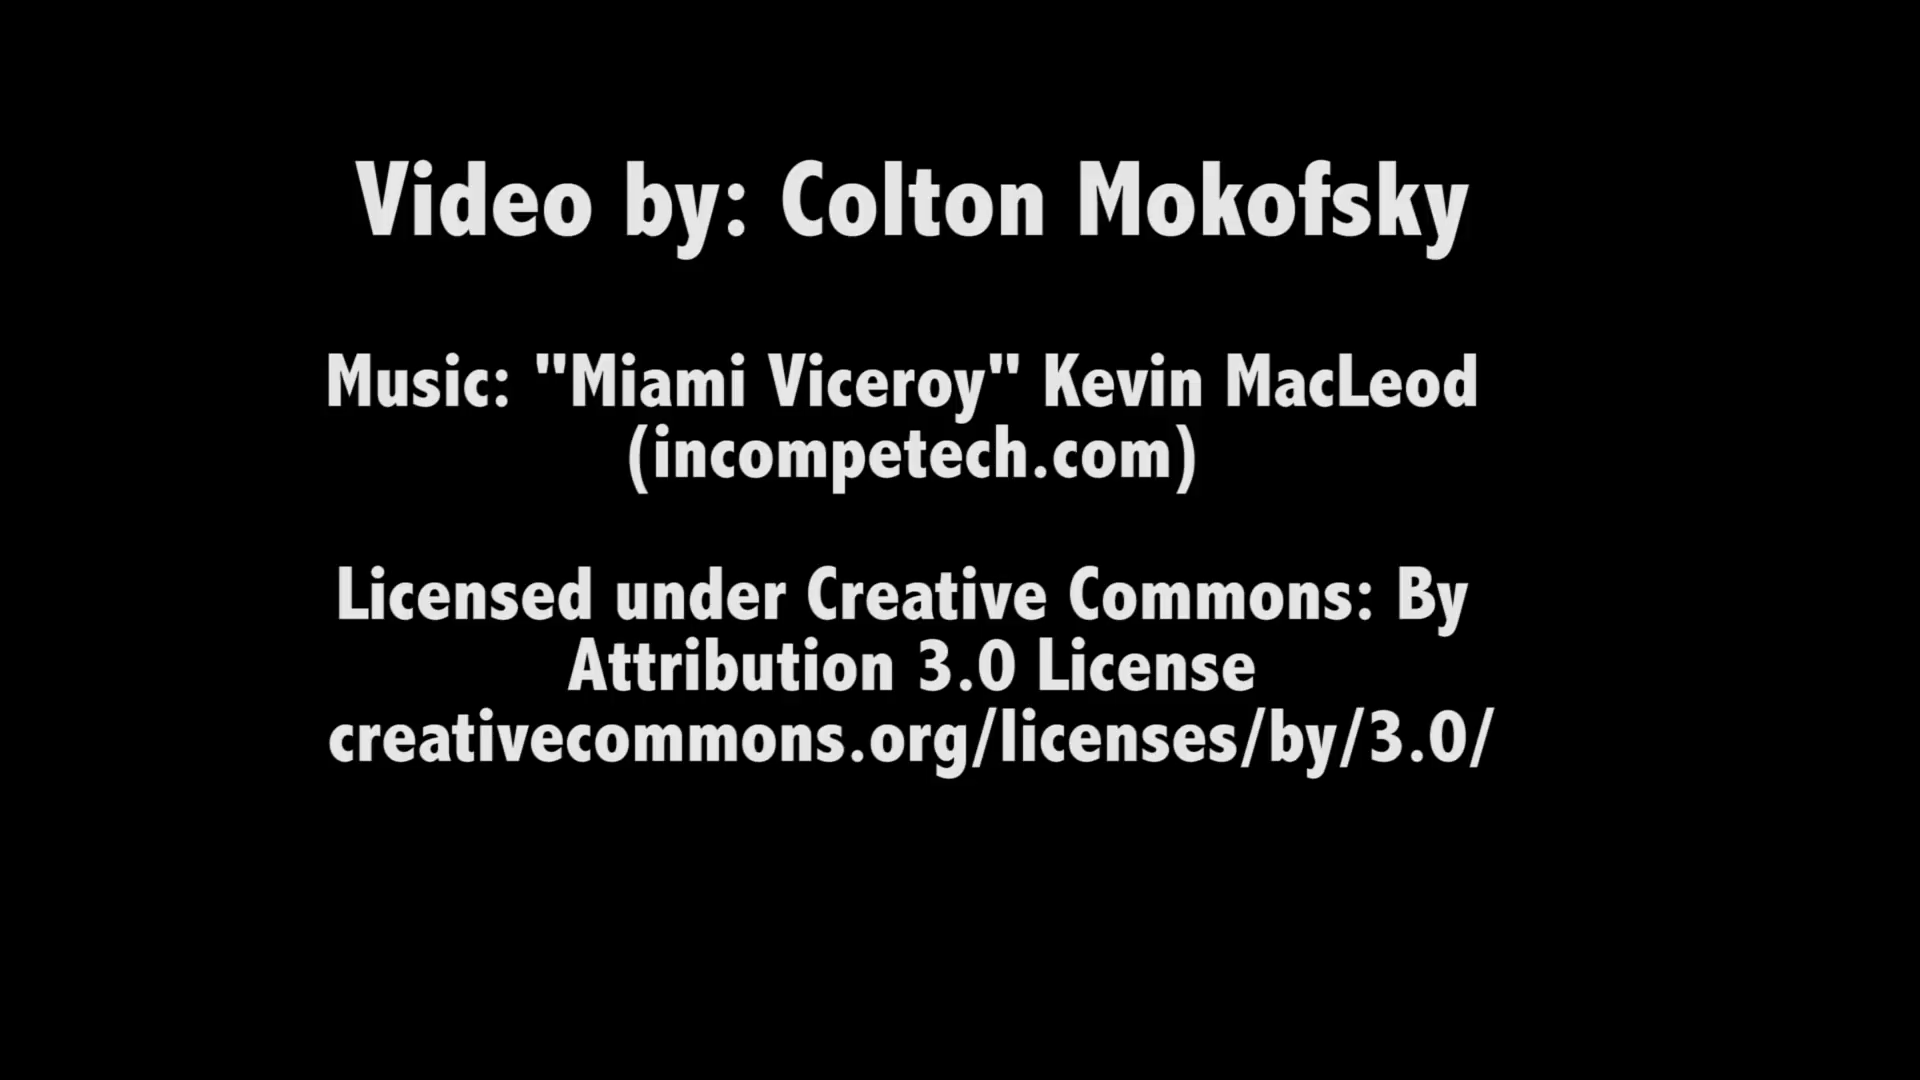 Video by: Colton Mokofsky
Music: "Miami Viceroy" Kevin MacLeod
(incompetech.com)
Licensed under Creative Commons: By
Attribution 3.0 License
creativecommons.org/licenses/by/3.0/